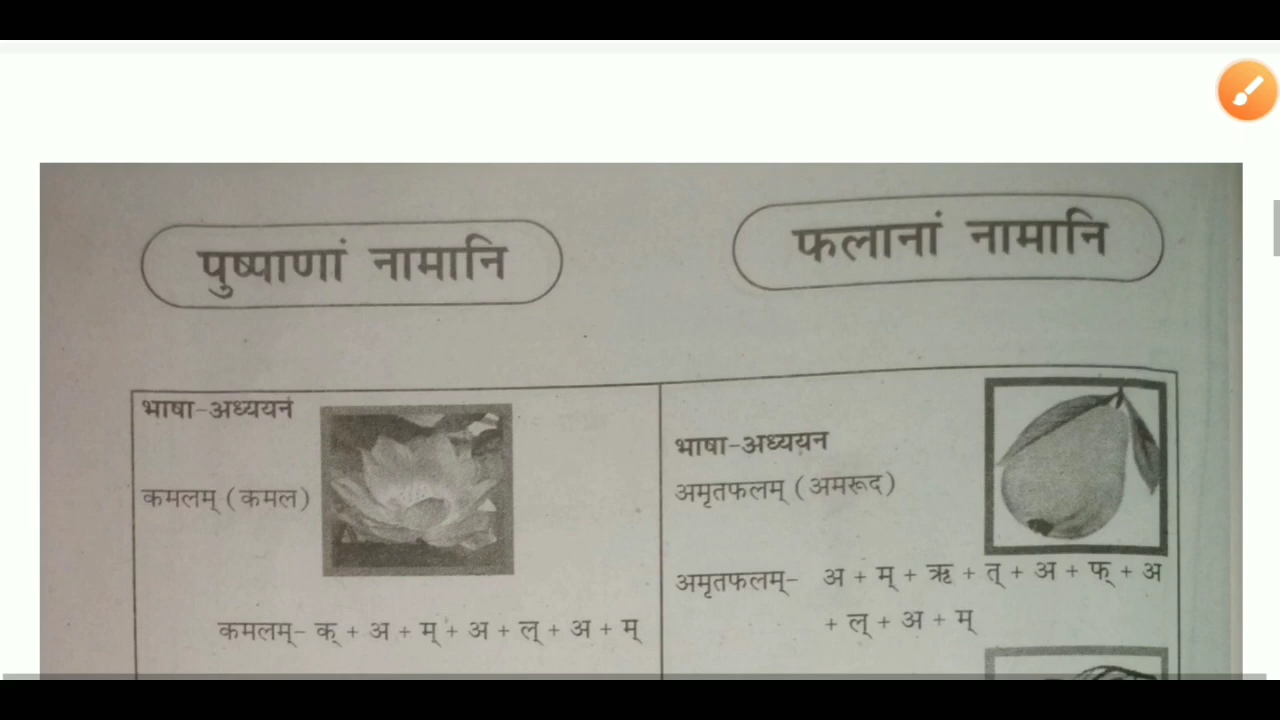 पुष्पाणां नामानि
फलानां नामानि
भाषा-अध्ययन
कमलम् (कमल)
कमलम्- क् + अ + म् + अ + ल् + अ + म्
भाषा-अध्ययन
अमृतफलम् (अमरूद)
अमृतफलम्- अ + म् + ऋ + त् + अ + फ् + अ
+ ल् + अ + म्